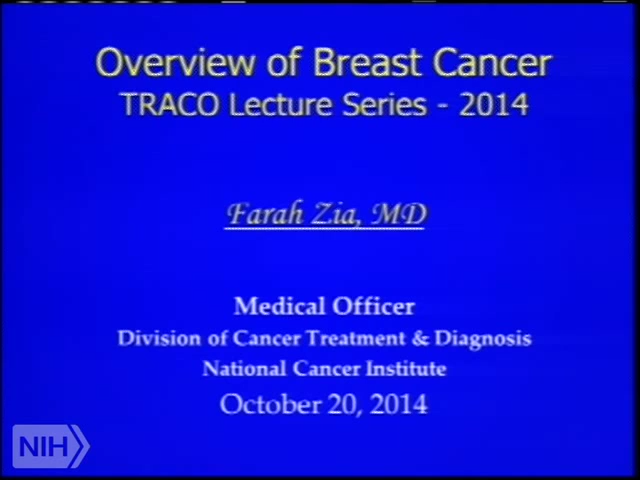 Overview of Breast Cancer
TRACO Lecture Series - 2014
Farah Zia, MD
Medical Officer
Division of Cancer Treatment & Diagnosis
National Cancer Institute
October 20, 2014
NIH